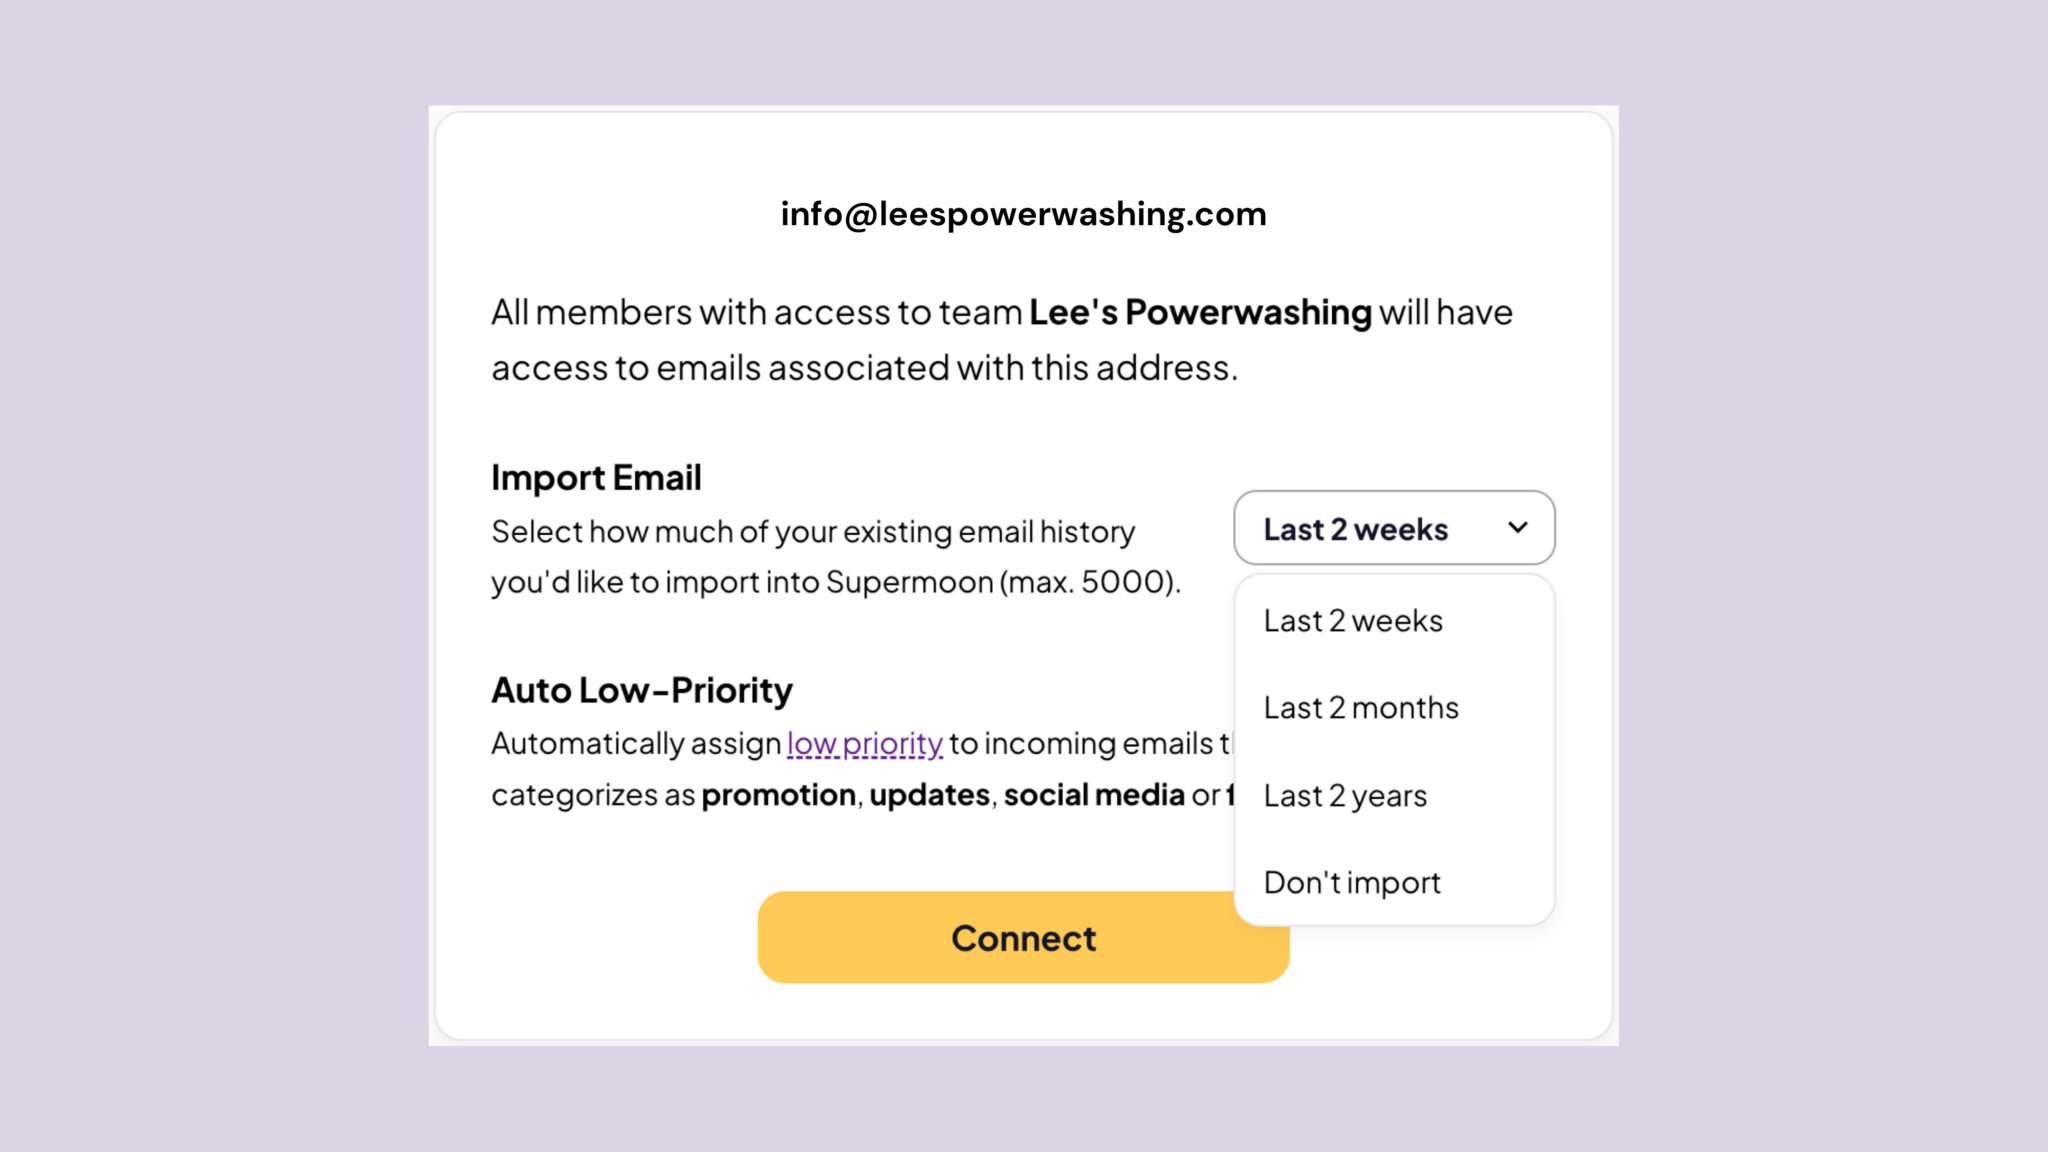 info@leespowerwashing.com
All members with access to team Lee's Powerwashing will have
access to emails associated with this address.
Import Email
Select how much of your existing email history
you'd like to import into Supermoon (max. 5000).
Last 2 weeks
Last 2 weeks
Last 2 months
Last 2 years
Don't import
Auto Low-Priority
Automatically assign low priority to incoming emails
categorizes as promotion, updates, social media or
Connect